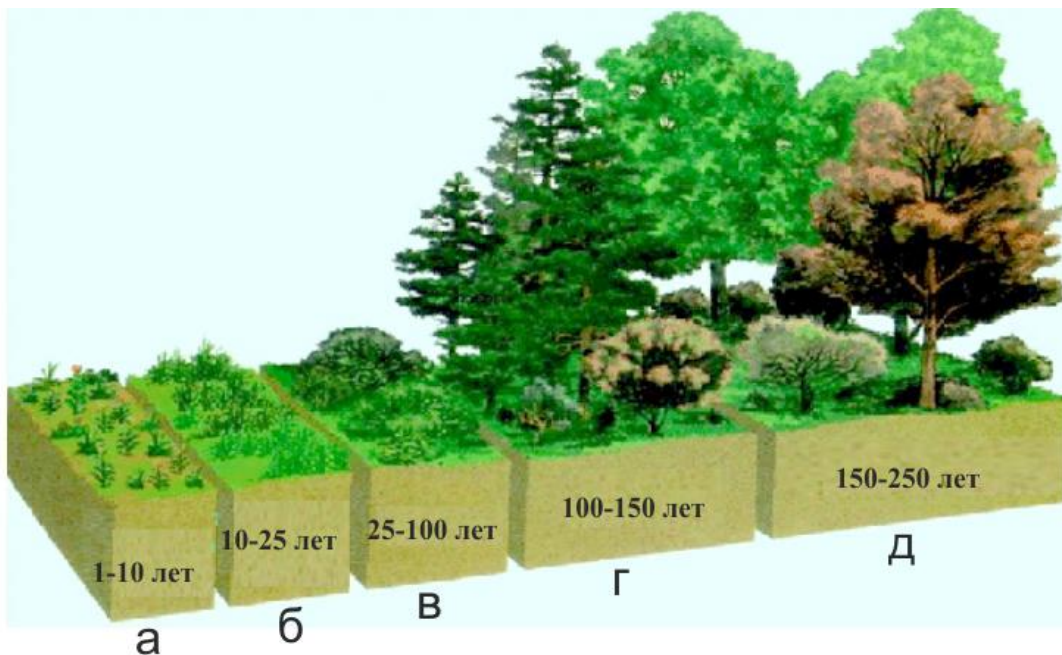 1-10 лет
10-25 лет
25-100 лет
100-150 лет
150-250 лет
а
б
в
г
д